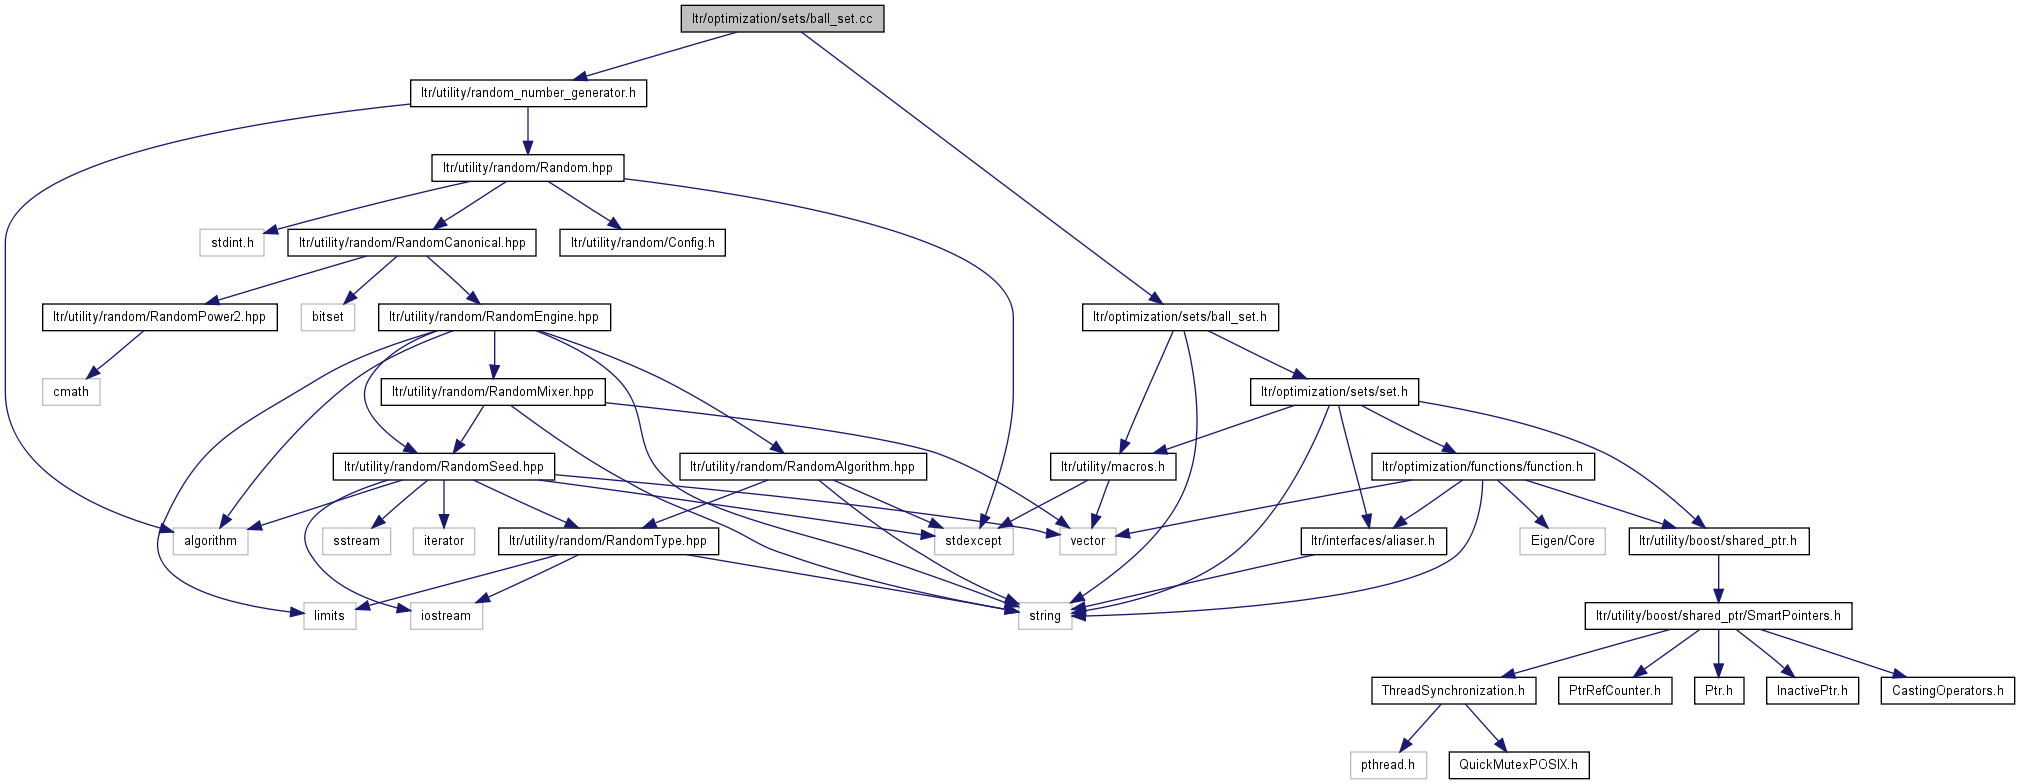 ltr/optimization/sets/ball_set.cc
ltr/utility/random_number_generator.h
ltr/utility/random/Random.hpp
stdint.h
ltr/utility/random/RandomCanonical.hpp
ltr/utility/random/Config.h
ltr/utility/random/RandomPower2.hpp
bitset
ltr/utility/random/RandomEngine.hpp
ltr/optimization/sets/ball_set.h
cmath
ltr/utility/random/RandomMixer.hpp
ltr/optimization/sets/set.h
ltr/utility/random/RandomSeed.hpp
ltr/utility/random/RandomAlgorithm.hpp
ltr/utility/macros.h
ltr/optimization/functions/function.h
algorithm
sstream
iterator
ltr/utility/random/RandomType.hpp
stdexcept
vector
ltr/interfaces/aliaser.h
Eigen/Core
ltr/utility/boost/shared_ptr.h
limits
iostream
string
ltr/utility/boost/shared_ptr/SmartPointers.h
ThreadSynchronization.h
PtrRefCounter.h
Ptr.h
InactivePtr.h
CastingOperators.h
pthread.h
QuickMutexPOSIX.h